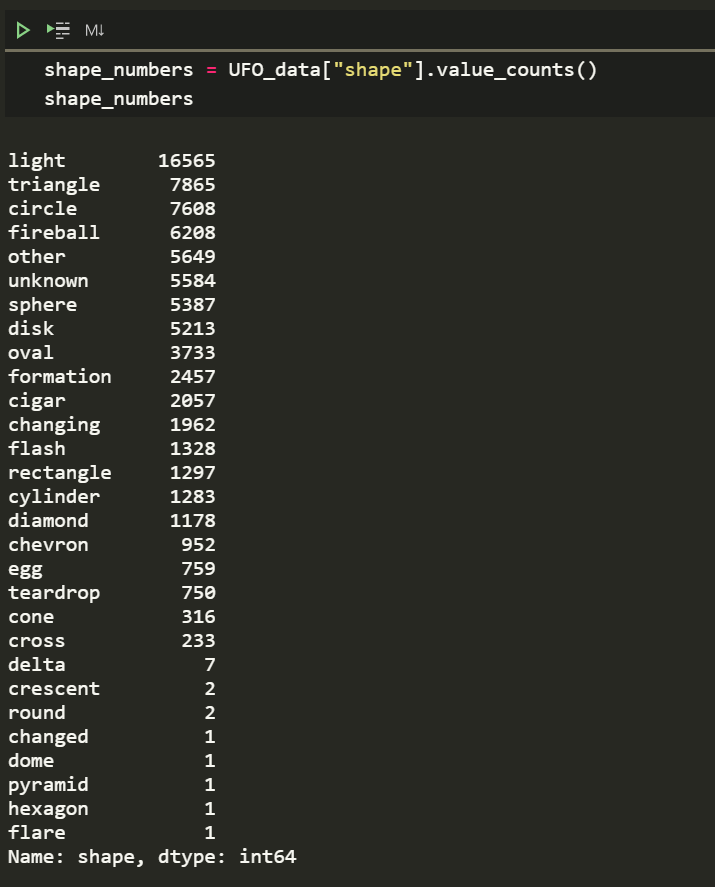 M↓
shape_numbers = UFO_data["shape"].value_counts()
shape_numbers
light 16565
triangle 7865
circle 7608
fireball 6208
other 5649
unknown 5584
sphere 5387
disk 5213
oval 3733
formation 2457
cigar 2057
changing 1962
flash 1328
rectangle 1297
cylinder 1283
diamond 1178
chevron 952
egg 759
teardrop 750
cone 316
cross 233
delta 7
crescent 2
round 2
changed 1
dome 1
pyramid 1
hexagon 1
flare 1
Name: shape, dtype: int64